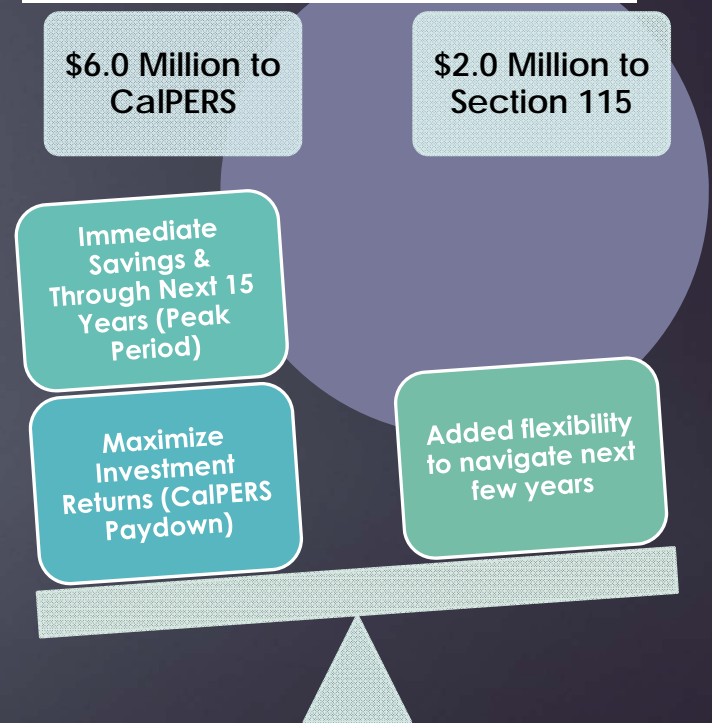 $6.0 Million to
CalPERS
$2.0 Million to
Section 115
Immediate
Savings &
Through Next 15
Years (Peak
Period)
Maximize
Investment
Returns (CalPERS
Paydown)
Added flexibility
to navigate next
few years